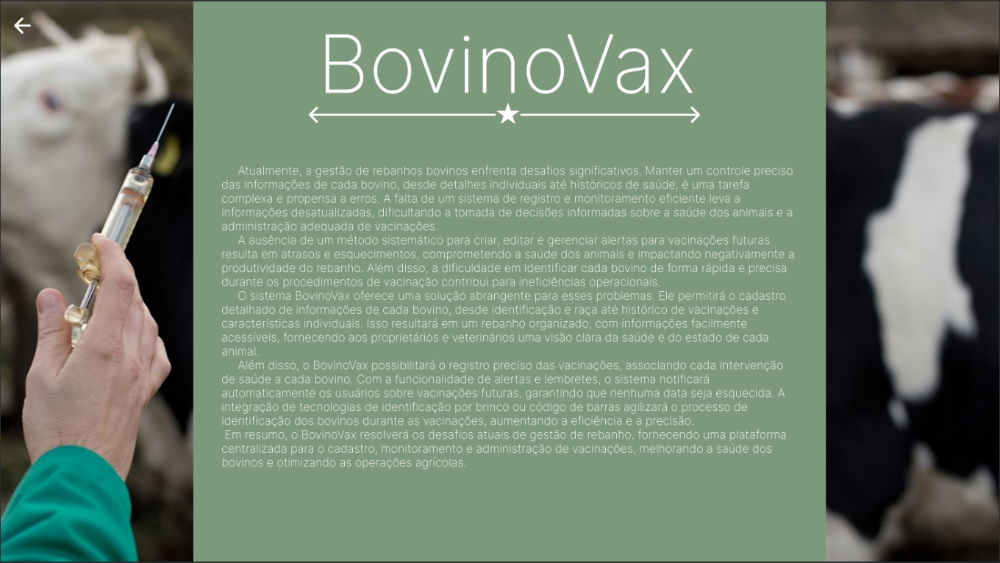 BovinoVax
Atualmente, a gestão de rebanhos bovinos enfrenta desafios significativos. Manter um controle preciso
das informações de cada bovino, desde detalhes individuais até históricos de saúde, é uma tarefa
complexa e propensa a erros. A falta de um sistema de registro e monitoramento eficiente leva a
informações desatualizadas, dificultando a tomada de decisões informadas sobre a saúde dos animais e a
administração adequada de vacinações.
A ausência de um método sistemático para criar, editar e gerenciar alertas para vacinações futuras
resulta em atrasos e esquecimentos, comprometendo a saúde dos animais e impactando negativamente a
produtividade do rebanho. Além disso, a dificuldade em identificar cada bovino de forma rápida e precisa
durante os procedimentos de vacinação contribui para ineficiências operacionais.
O sistema BovinoVax oferece uma solução abrangente para esses problemas. Ele permitirá o cadastro
detalhado de informações de cada bovino, desde identificação e raça até histórico de vacinações e
características individuais. Isso resultará em um rebanho organizado, com informações facilmente
acessíveis, fornecendo aos proprietários e veterinários uma visão clara da saúde e do estado de cada
animal.
Além disso, o BovinoVax possibilitará o registro preciso das vacinações, associando cada intervenção
de saúde a cada bovino. Com a funcionalidade de alertas e lembretes, o sistema notificará
automaticamente os usuários sobre vacinações futuras, garantindo que nenhuma data seja esquecida. A
integração de tecnologias de identificação por brinco ou código de barras agilizará o processo de
identificação dos bovinos durante as vacinações, aumentando a eficiência e a precisão.
Em resumo, o BovinoVax resolverá os desafios atuais de gestão de rebanho, fornecendo uma plataforma
centralizada para o cadastro, monitoramento e administração de vacinações, melhorando a saúde dos
bovinos e otimizando as operações agrícolas.